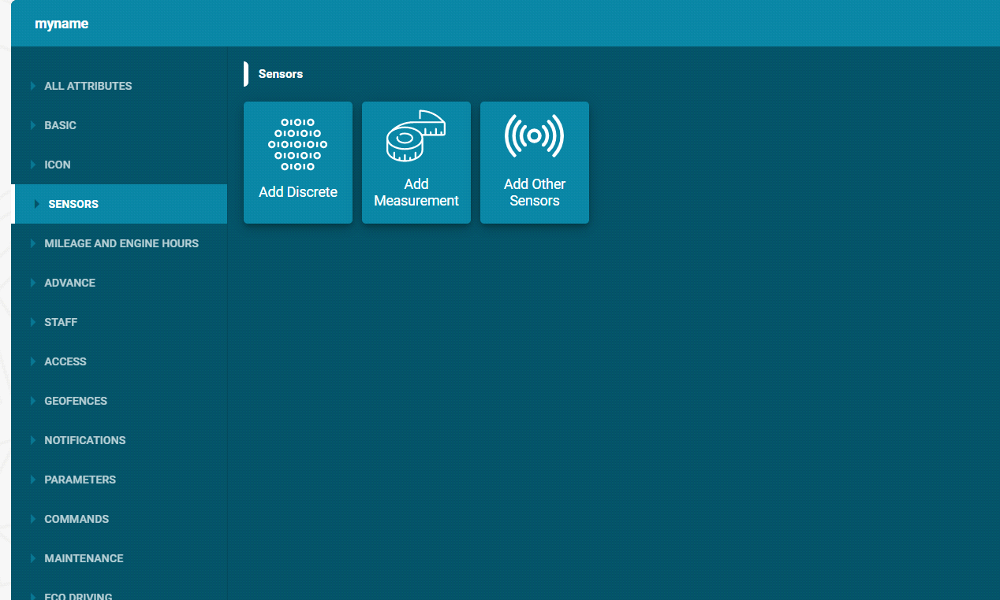 myname
ALL ATTRIBUTES
BASIC
ICON
SENSORS
MILEAGE AND ENGINE HOURS
ADVANCE
STAFF
ACCESS
GEOFENCES
NOTIFICATIONS
PARAMETERS
COMMANDS
MAINTENANCE
ECO DRIVING
Sensors
Add Discrete
Add
Measurement
Add Other
Sensors